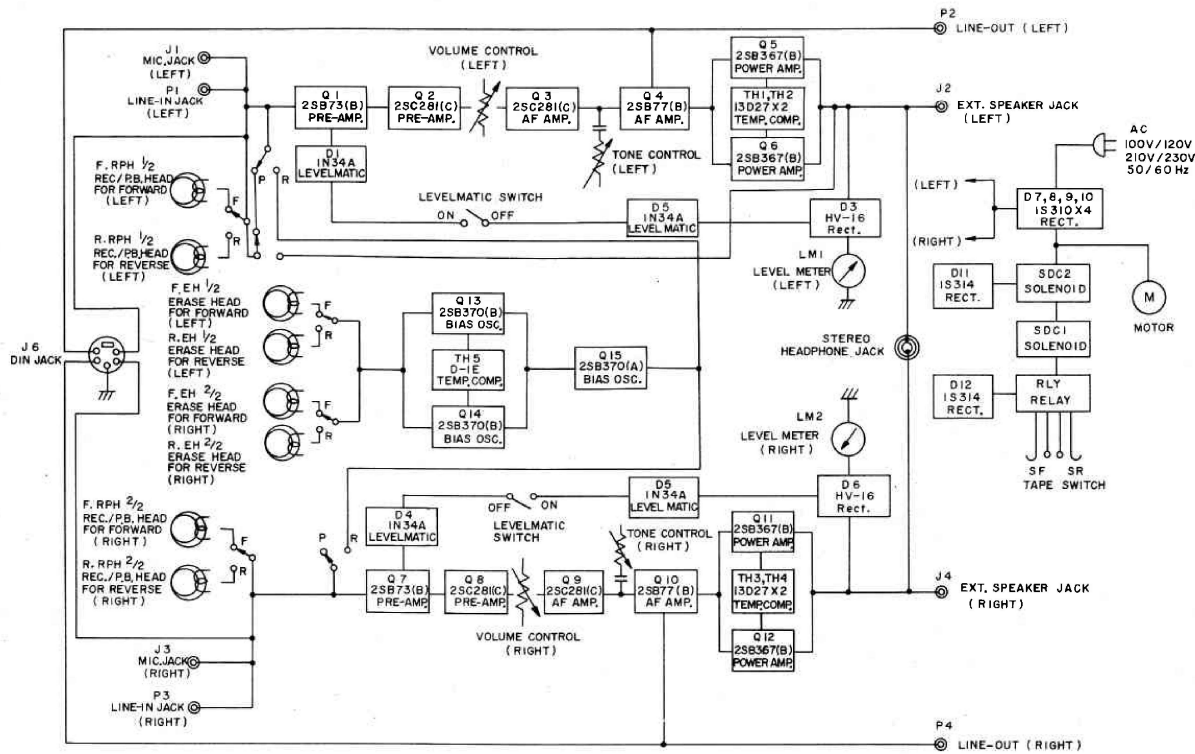 P2
LINE-OUT (LEFT)
J1
MIC. JACK
(LEFT)
P1
LINE-IN JACK
(LEFT)
VOLUME CONTROL
(LEFT)
Q1
2SB73(B)
PRE-AMP.
Q2
2SC281(C)
PRE-AMP.
Q3
2SC281(C)
AF AMP.
Q4
2SB77(B)
AF AMP.
Q5
2SB367(B)
POWER AMP.
TH1, TH2
13D27X2
TEMP. COMP.
Q6
2SB367(B)
POWER AMP.
J2
EXT. SPEAKER JACK
(LEFT)
AC
100V/120V
210V/230V
50/60 Hz
D1
1N34A
LEVELMATIC
TONE CONTROL
(LEFT)
F. RPH 1/2
REC/P.B. HEAD
FOR FORWARD
(LEFT)
F
P
R
R. RPH 1/2
REC./P.B. HEAD
FOR REVERSE
(LEFT)
R
LEVELMATIC SWITCH
ON
OFF
D5
1N34A
LEVEL MATIC
D3
HV-16
Rect.
LM1
LEVEL METER
(LEFT)
(LEFT)
(RIGHT)
D7, 8, 9, 10
1S310X4
RECT.
D11
1S314
RECT.
SDC2
SOLENOID
M
MOTOR
SDC1
SOLENOID
D12
1S314
RECT.
RLY
RELAY
SF
SR
TAPE SWITCH
F. EH 1/2
ERASE HEAD
FOR FORWARD
(LEFT)
F
R. EH 1/2
ERASE HEAD
FOR REVERSE
(LEFT)
R
F. EH 2/2
ERASE HEAD
FOR FORWARD
(RIGHT)
F
R. EH 2/2
ERASE HEAD
FOR REVERSE
(RIGHT)
R
Q13
2SB370(B)
BIAS OSC.
TH5
D-1E
TEMP. COMP.
Q14
2SB370(B)
BIAS OSC.
Q15
2SB370(A)
BIAS OSC.
STEREO
HEADPHONE JACK
J6
DIN JACK
LM2
LEVEL METER
(RIGHT)
D6
HV-16
Rect.
D5
1N34A
LEVEL MATIC
OFF
ON
LEVELMATIC
SWITCH
D4
1N34A
LEVELMATIC
F. RPH 2/2
REC./P.B. HEAD
FOR FORWARD
(RIGHT)
F
R. RPH 2/2
REC./P.B. HEAD
FOR REVERSE
(RIGHT)
R
P
R
Q7
2SB73(B)
PRE-AMP.
Q8
2SC281(C)
PRE-AMP.
Q9
2SC281(C)
AF AMP.
TONE CONTROL
(RIGHT)
Q10
2SB77(B)
AF AMP.
Q11
2SB367(B)
POWER AMP.
TH3, TH4
13D27X2
TEMP. COMP.
Q12
2SB367(B)
POWER AMP.
J4
EXT. SPEAKER JACK
(RIGHT)
VOLUME CONTROL
(RIGHT)
J3
MIC. JACK
(RIGHT)
P3
LINE-IN JACK
(RIGHT)
P4
LINE-OUT (RIGHT)